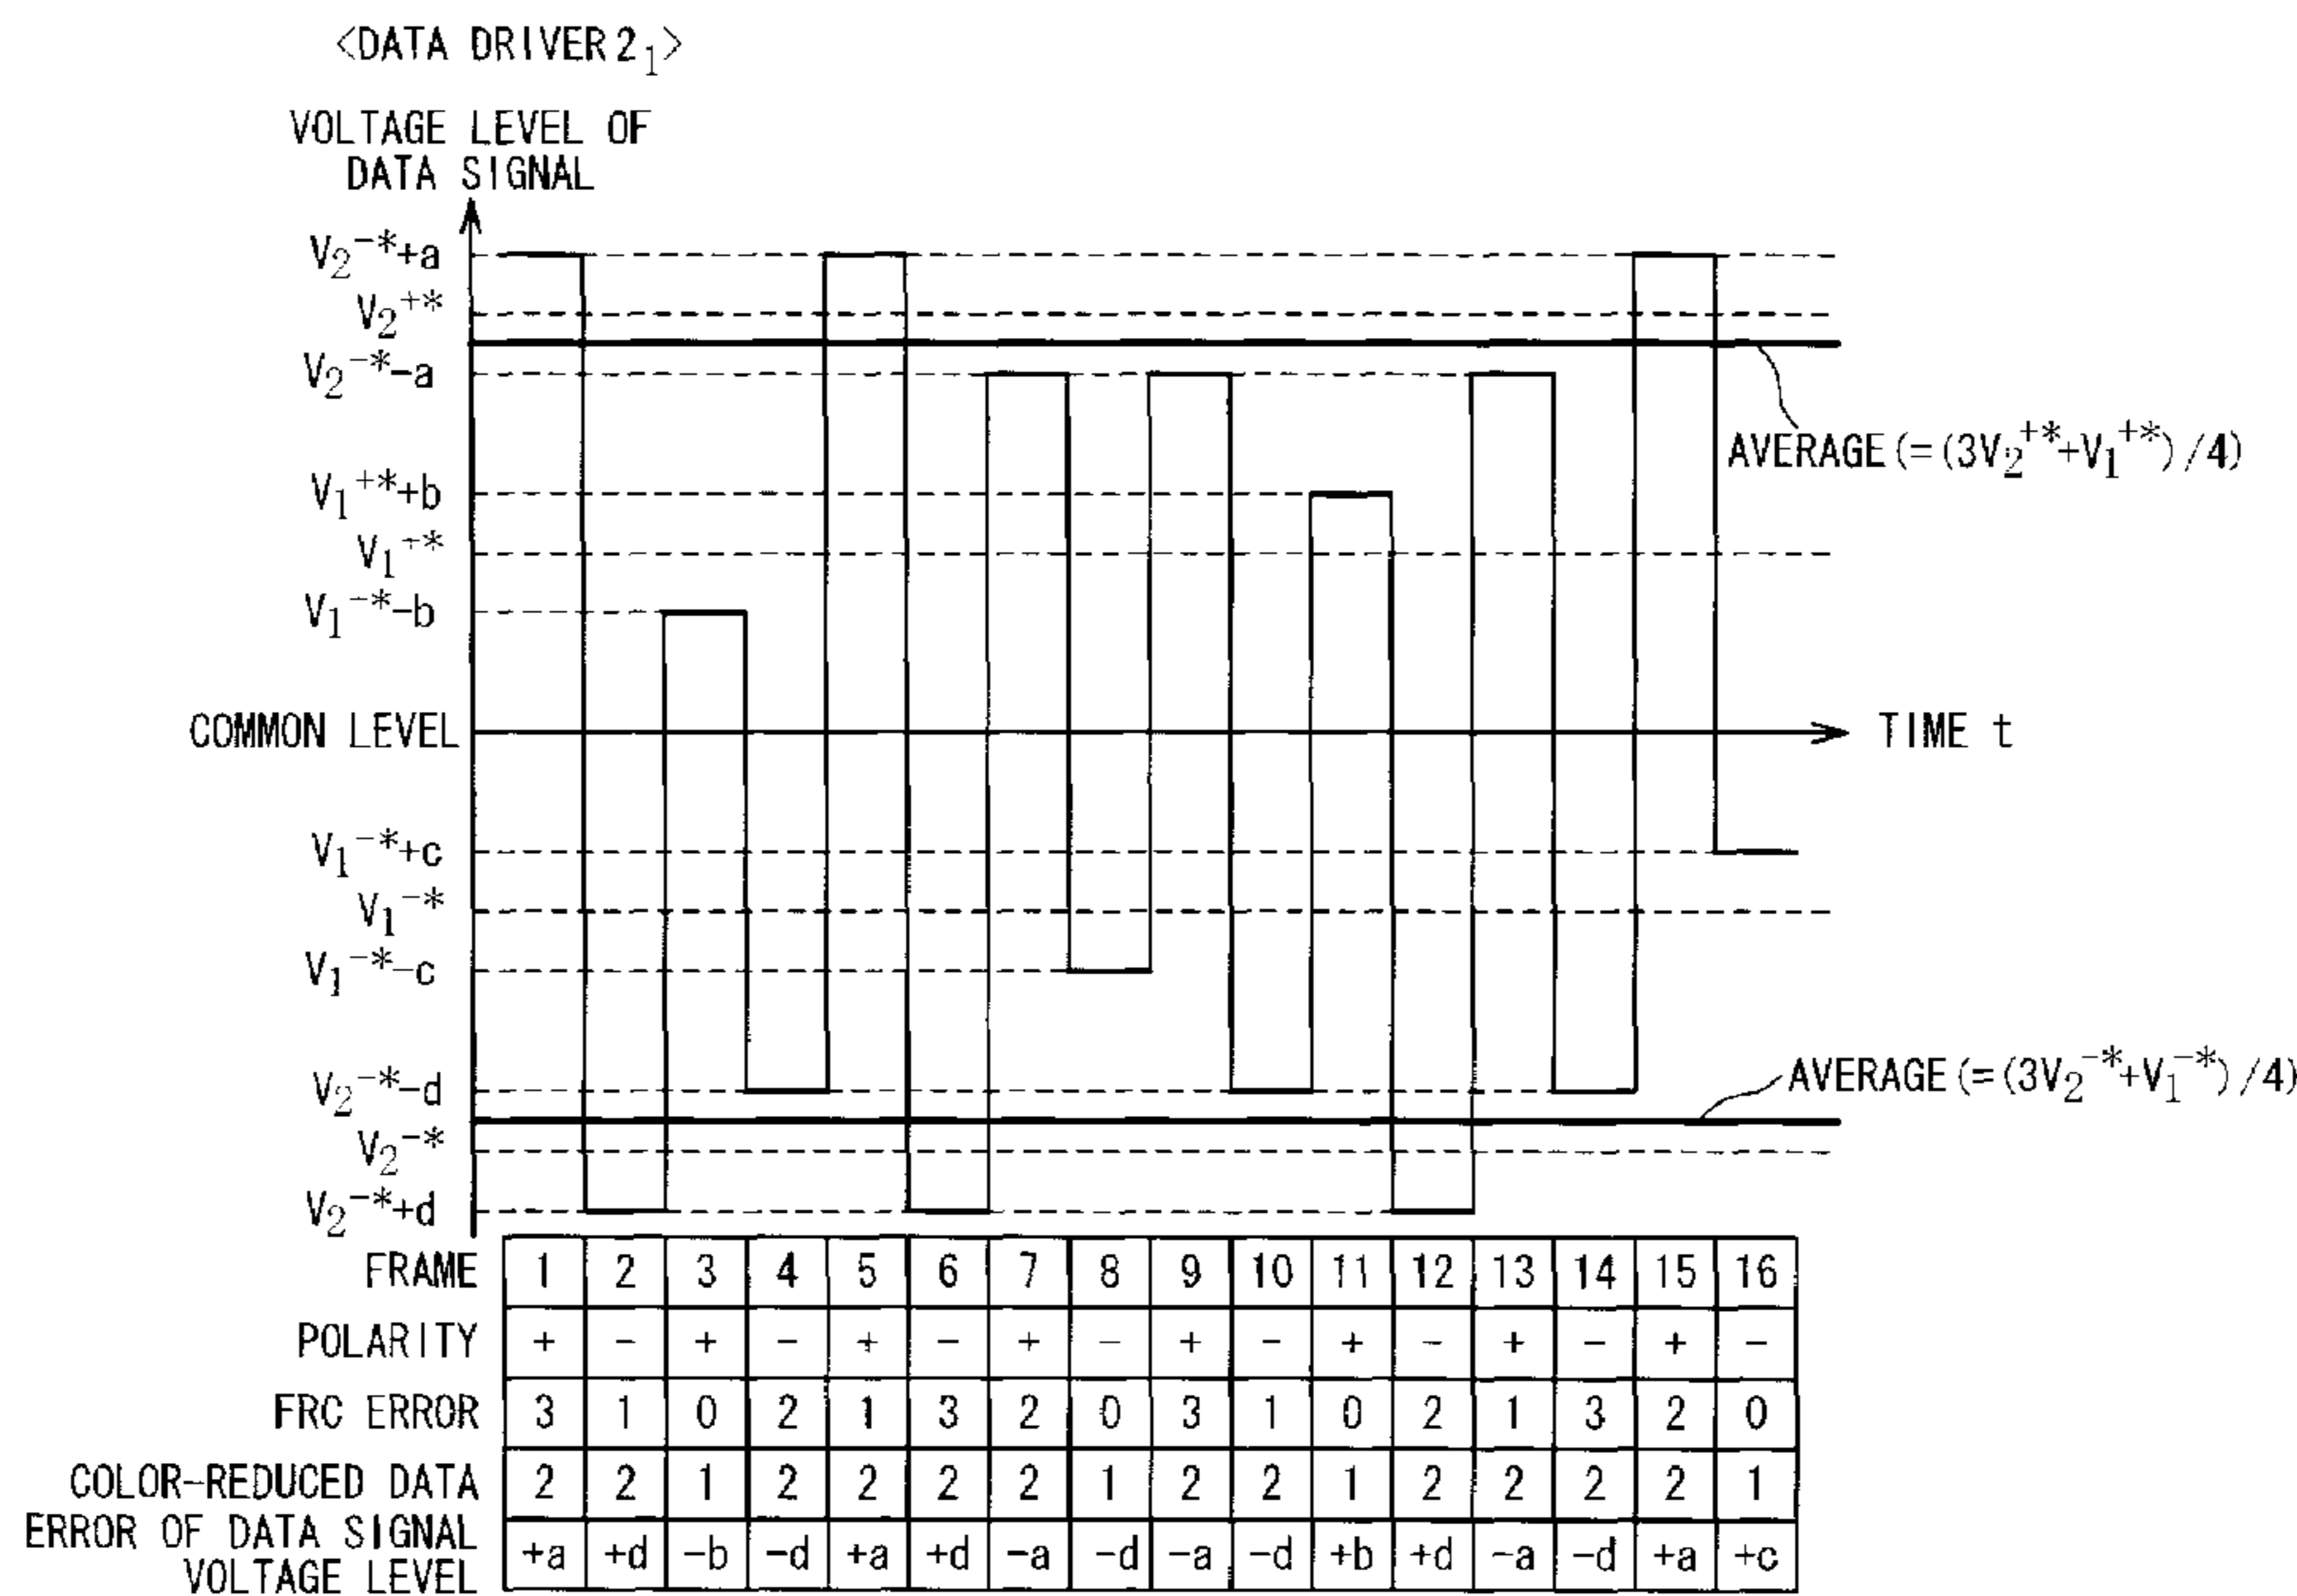 <DATA DRIVER2₁>
VOLTAGE LEVEL OF
DATA SIGNAL
V₂⁻*+a
V₂⁺*
V₂⁻*-a
AVERAGE(=(3V₂⁺*+V₁⁺*)/4)
V₁⁺*+b
V₁⁺*
V₁⁻*-b
COMMON LEVEL
TIME t
V₁⁻*+c
V₁⁻*
V₁⁻*-c
V₂⁻*-d
AVERAGE(=(3V₂⁻*+V₁⁻*)/4)
V₂⁻*
V₂⁻*+d
FRAME 1 2 3 4 5 6 7 8 9 10 11 12 13 14 15 16
POLARITY + - + - + - + - + - + - + - + -
FRC ERROR 3 1 0 2 1 3 2 0 3 1 0 2 1 3 2 0
COLOR-REDUCED DATA 2 2 1 2 2 2 2 1 2 2 1 2 2 2 2 1
ERROR OF DATA SIGNAL
VOLTAGE LEVEL +a +d -b -d +a +d -a -d -a -d +b +d -a -d +a +c